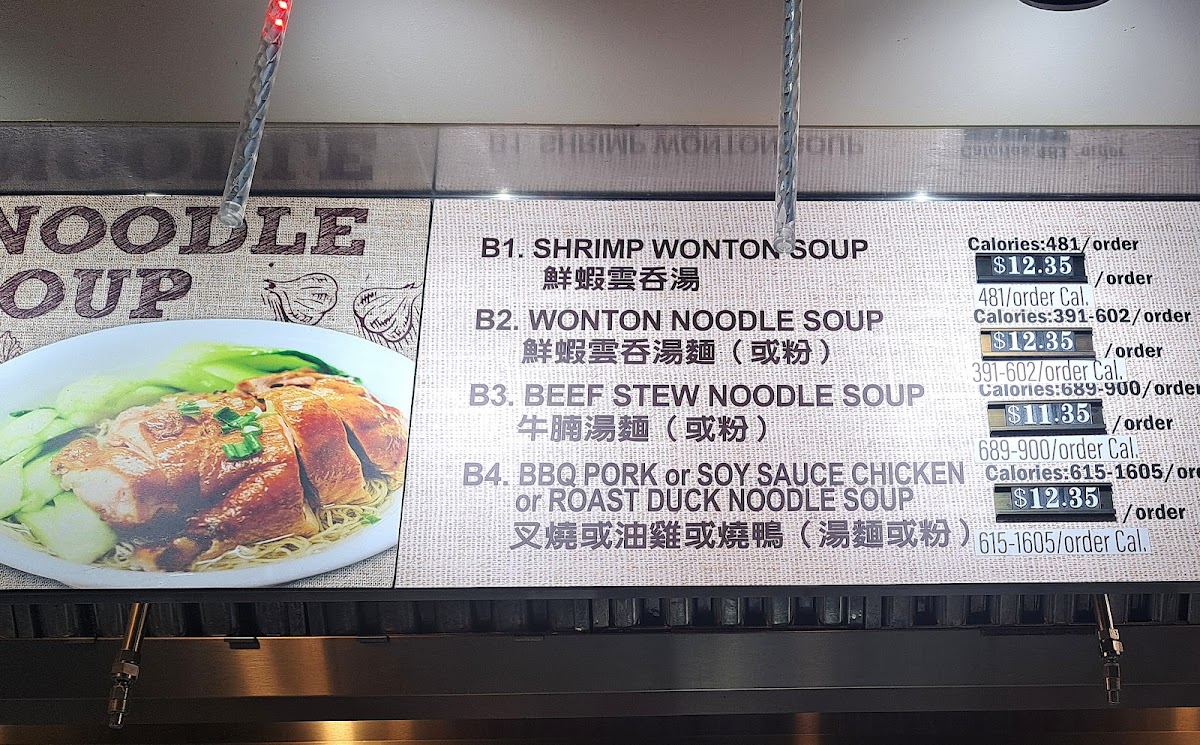 NOODLE
OUP
B1. SHRIMP WONTON SOUP
鮮蝦雲吞湯
Calories:481/order
$12.35 /order
481/order Cal.
B2. WONTON NOODLE SOUP
鮮蝦雲吞湯麵（或粉）
Calories:391-602/order
$12.35 /order
391-602/order Cal.
B3. BEEF STEW NOODLE SOUP
牛腩湯麵（或粉）
Calories:689-900/order
$11.35 /order
689-900/order Cal.
B4. BBQ PORK or SOY SAUCE CHICKEN
or ROAST DUCK NOODLE SOUP
叉燒或油雞或燒鴨（湯麵或粉）
Calories:615-1605/or
$12.35 /order
615-1605/order Cal.